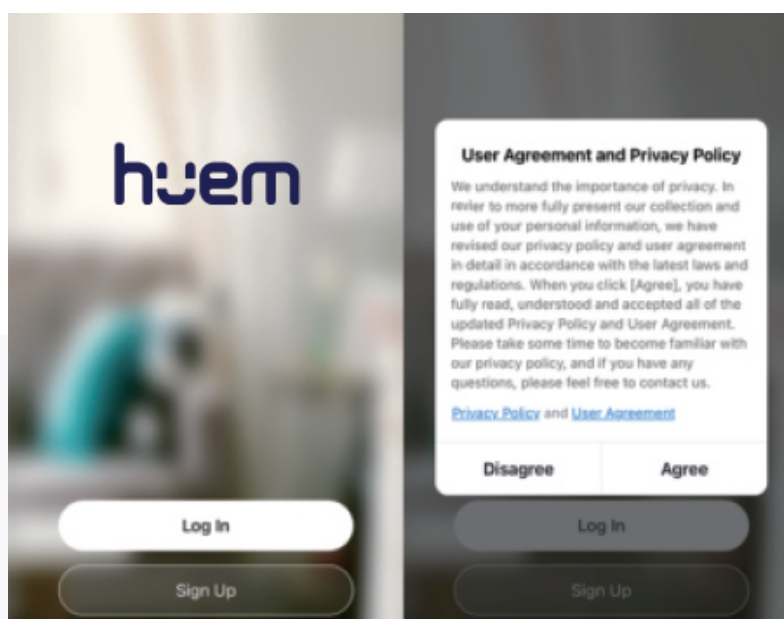 huem
Log In
Sign Up
User Agreement and Privacy Policy
We understand the importance of privacy. In
revier to more fully present our collection and
use of your personal information, we have
revised our privacy policy and user agreement
in detail in accordance with the latest laws and
regulations. When you click [Agree], you have
fully read, understood and accepted all of the
updated Privacy Policy and User Agreement.
Please take some time to become familiar with
our privacy policy, and if you have any
questions, please feel free to contact us.
Privacy Policy and User Agreement
Disagree Agree
Log In
Sign Up